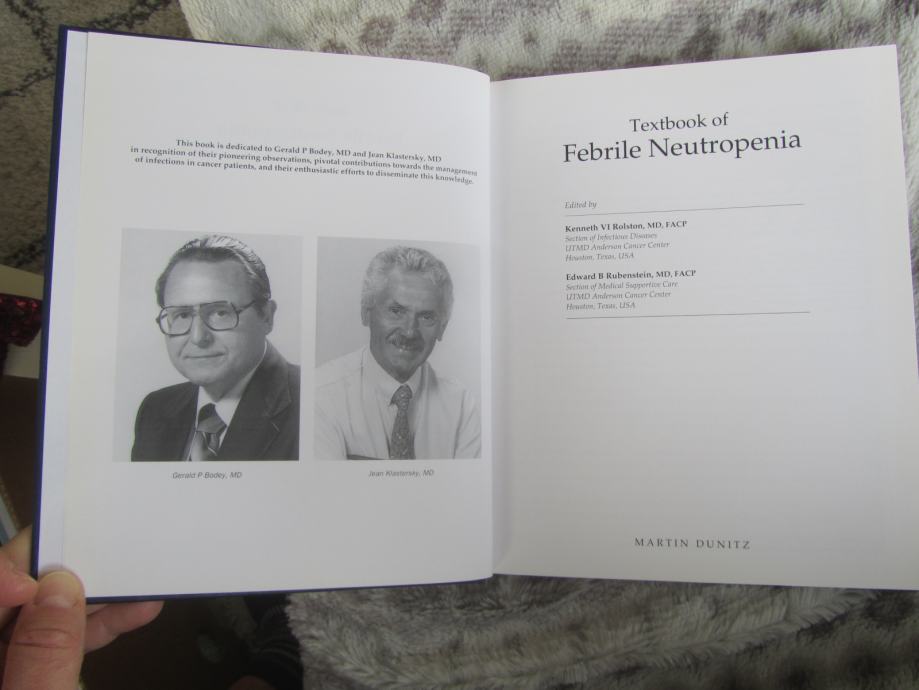 This book is dedicated to Gerald P Bodey, MD and Jean Klastersky, MD
in recognition of their pioneering observations, pivotal contributions towards the management
of infections in cancer patients, and their enthusiastic efforts to disseminate this knowledge.
Gerald P Bodey, MD
Jean Klastersky, MD
Textbook of
Febrile Neutropenia
Edited by
Kenneth VI Rolston, MD, FACP
Section of Infectious Diseases
UTMD Anderson Cancer Center
Houston, Texas, USA
Edward B Rubenstein, MD, FACP
Section of Medical Supportive Care
UTMD Anderson Cancer Center
Houston, Texas, USA
MARTIN DUNITZ